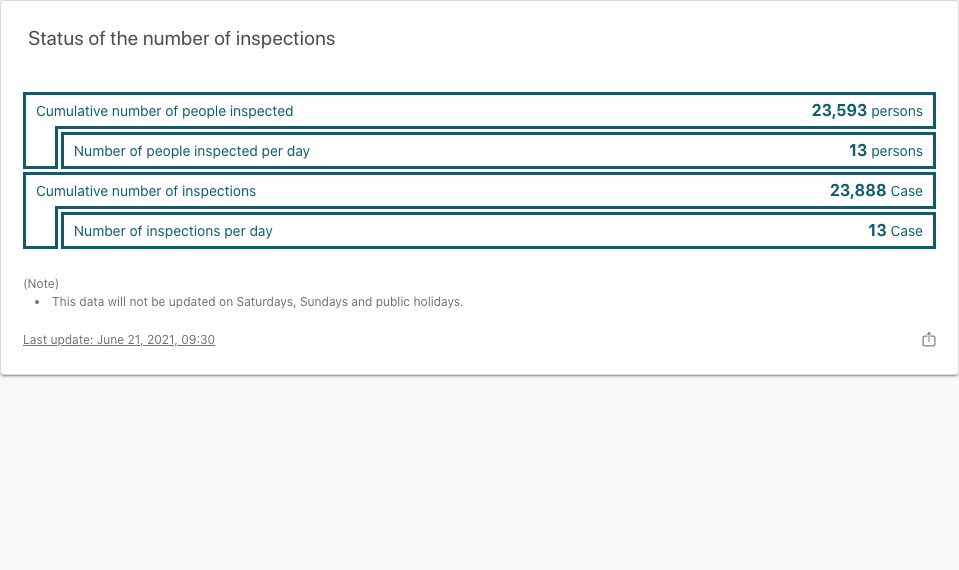 Status of the number of inspections
Cumulative number of people inspected 23,593 persons
Number of people inspected per day 13 persons
Cumulative number of inspections 23,888 Case
Number of inspections per day 13 Case
(Note)
• This data will not be updated on Saturdays, Sundays and public holidays.
Last update: June 21, 2021, 09:30